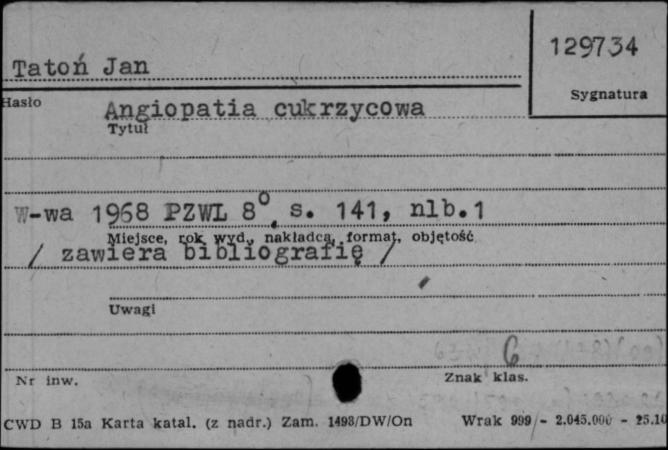 129734
Tatoń Jan
Sygnatura
Hasło
Angiopatia cukrzycowa
Tytuł
W-wa 1968 PZWL 8° s. 141, nlb.1
Miejsce, rok wyd., nakładca, format, objętość
/ zawiera bibliografię /
Uwagi
6
Nr inw.
Znak klas.
CWD B 15a Karta katal. (z nadr.) Zam. 1493/DW/On Wrak 999 - 2.045.000 - 25.10